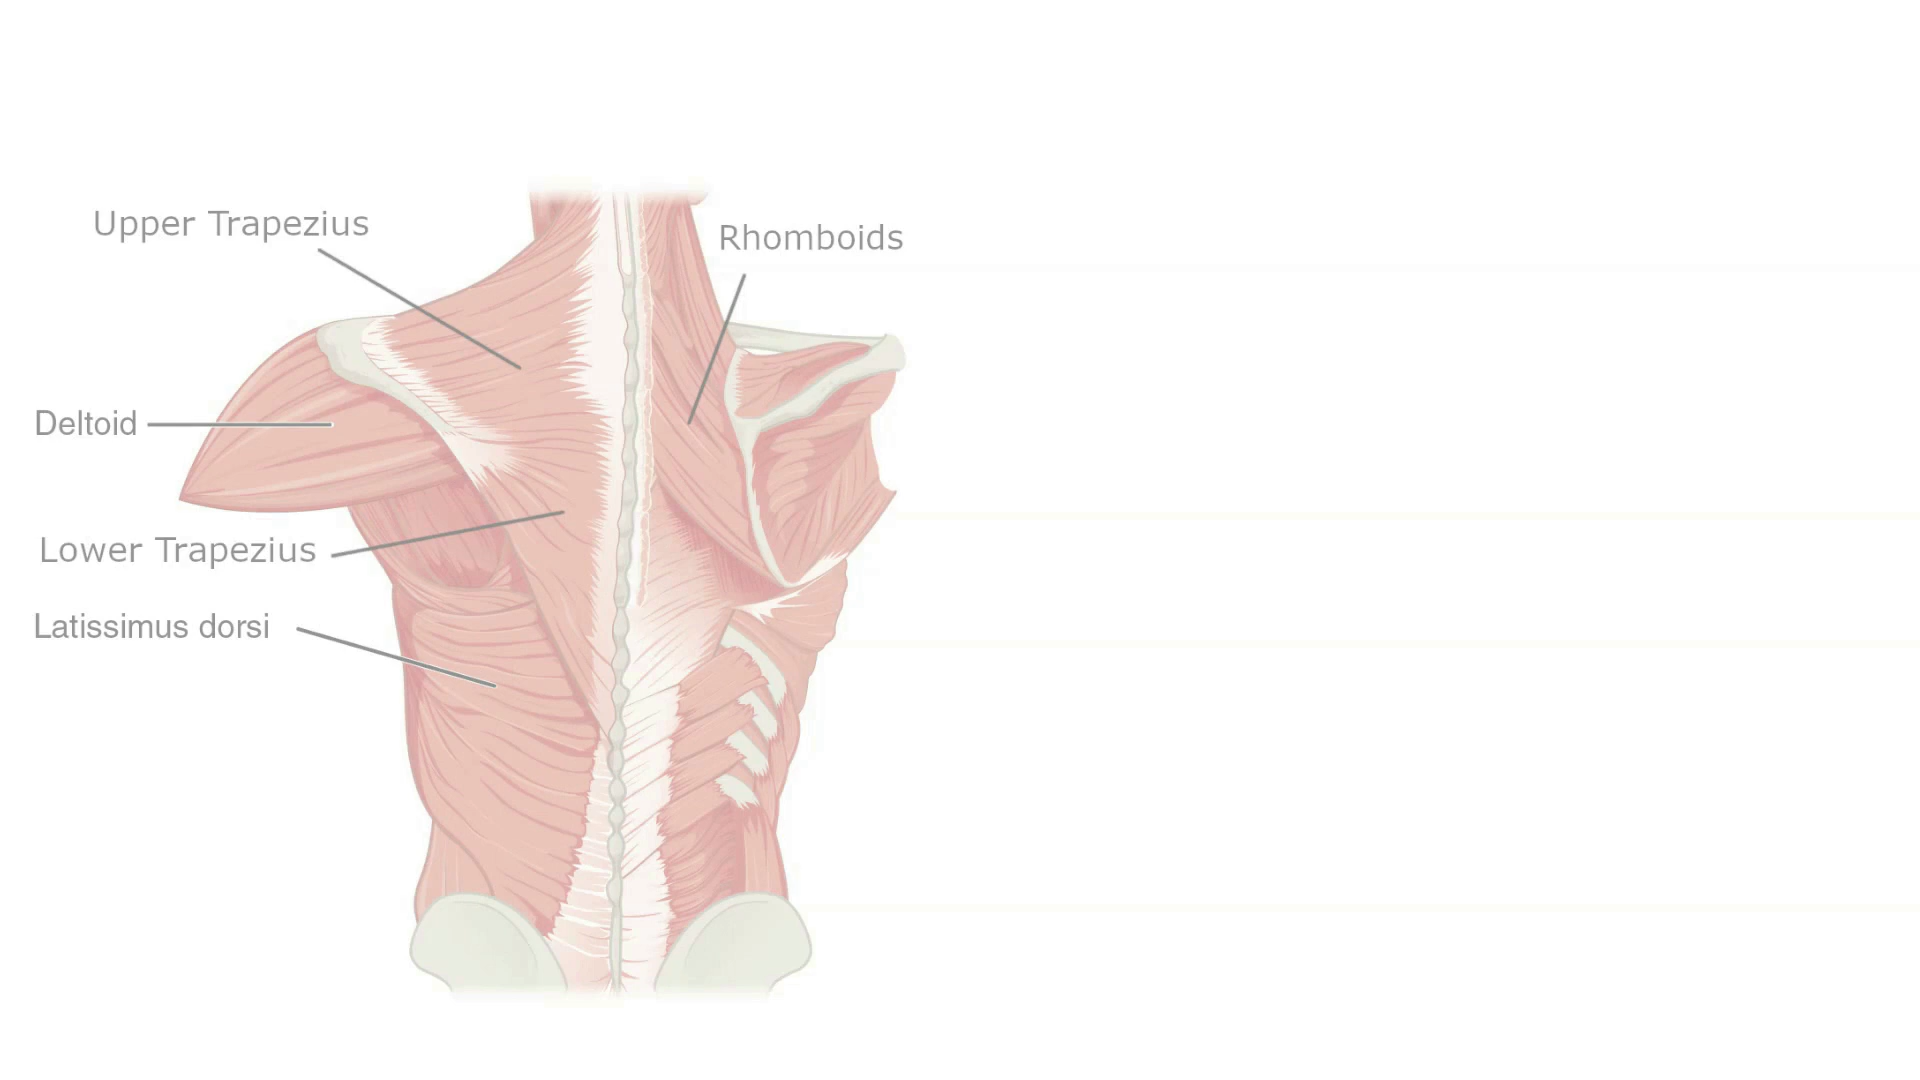 Upper Trapezius
Rhomboids
Deltoid
Lower Trapezius
Latissimus dorsi